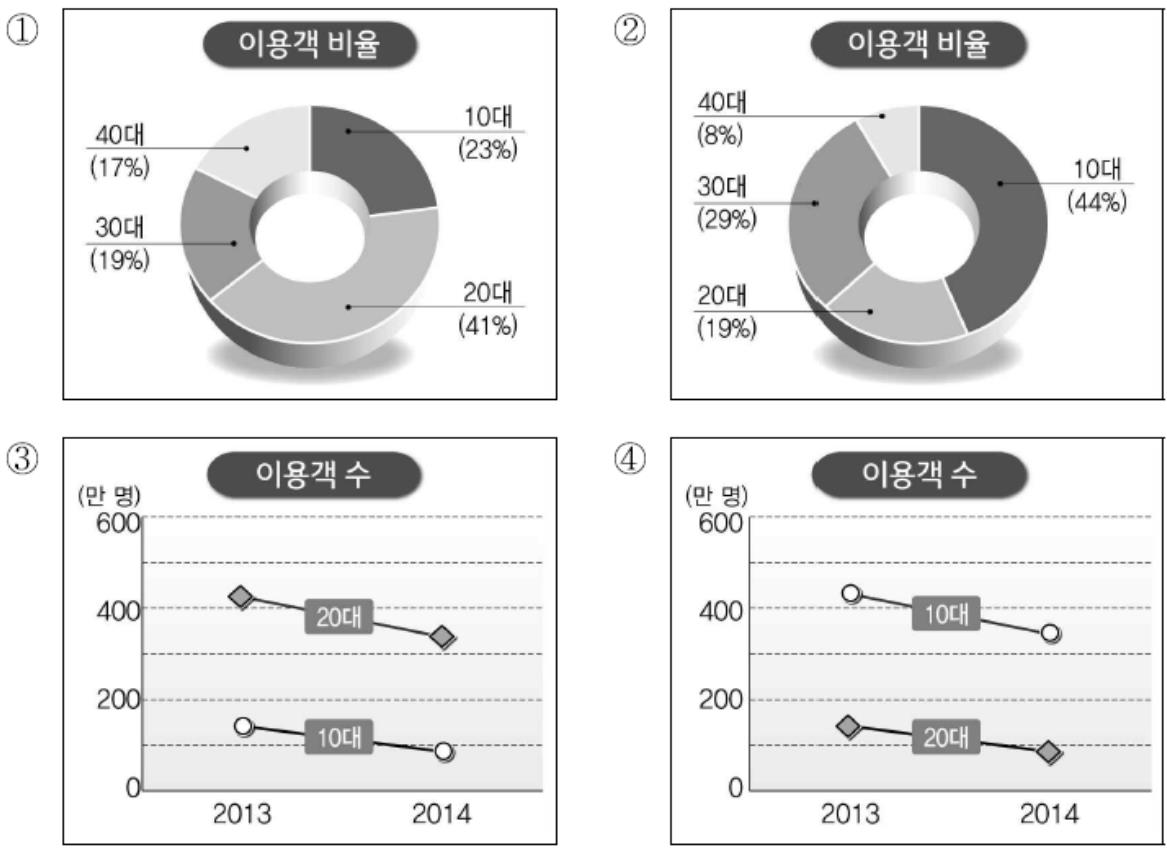 ①
이용객 비율
10대
(23%)
40대
(17%)
30대
(19%)
20대
(41%)
②
이용객 비율
40대
(8%)
10대
(44%)
30대
(29%)
20대
(19%)
③
이용객 수
(만 명)
600
400
200
0
20대
10대
2013 2014
④
이용객 수
(만 명)
600
400
200
0
10대
20대
2013 2014